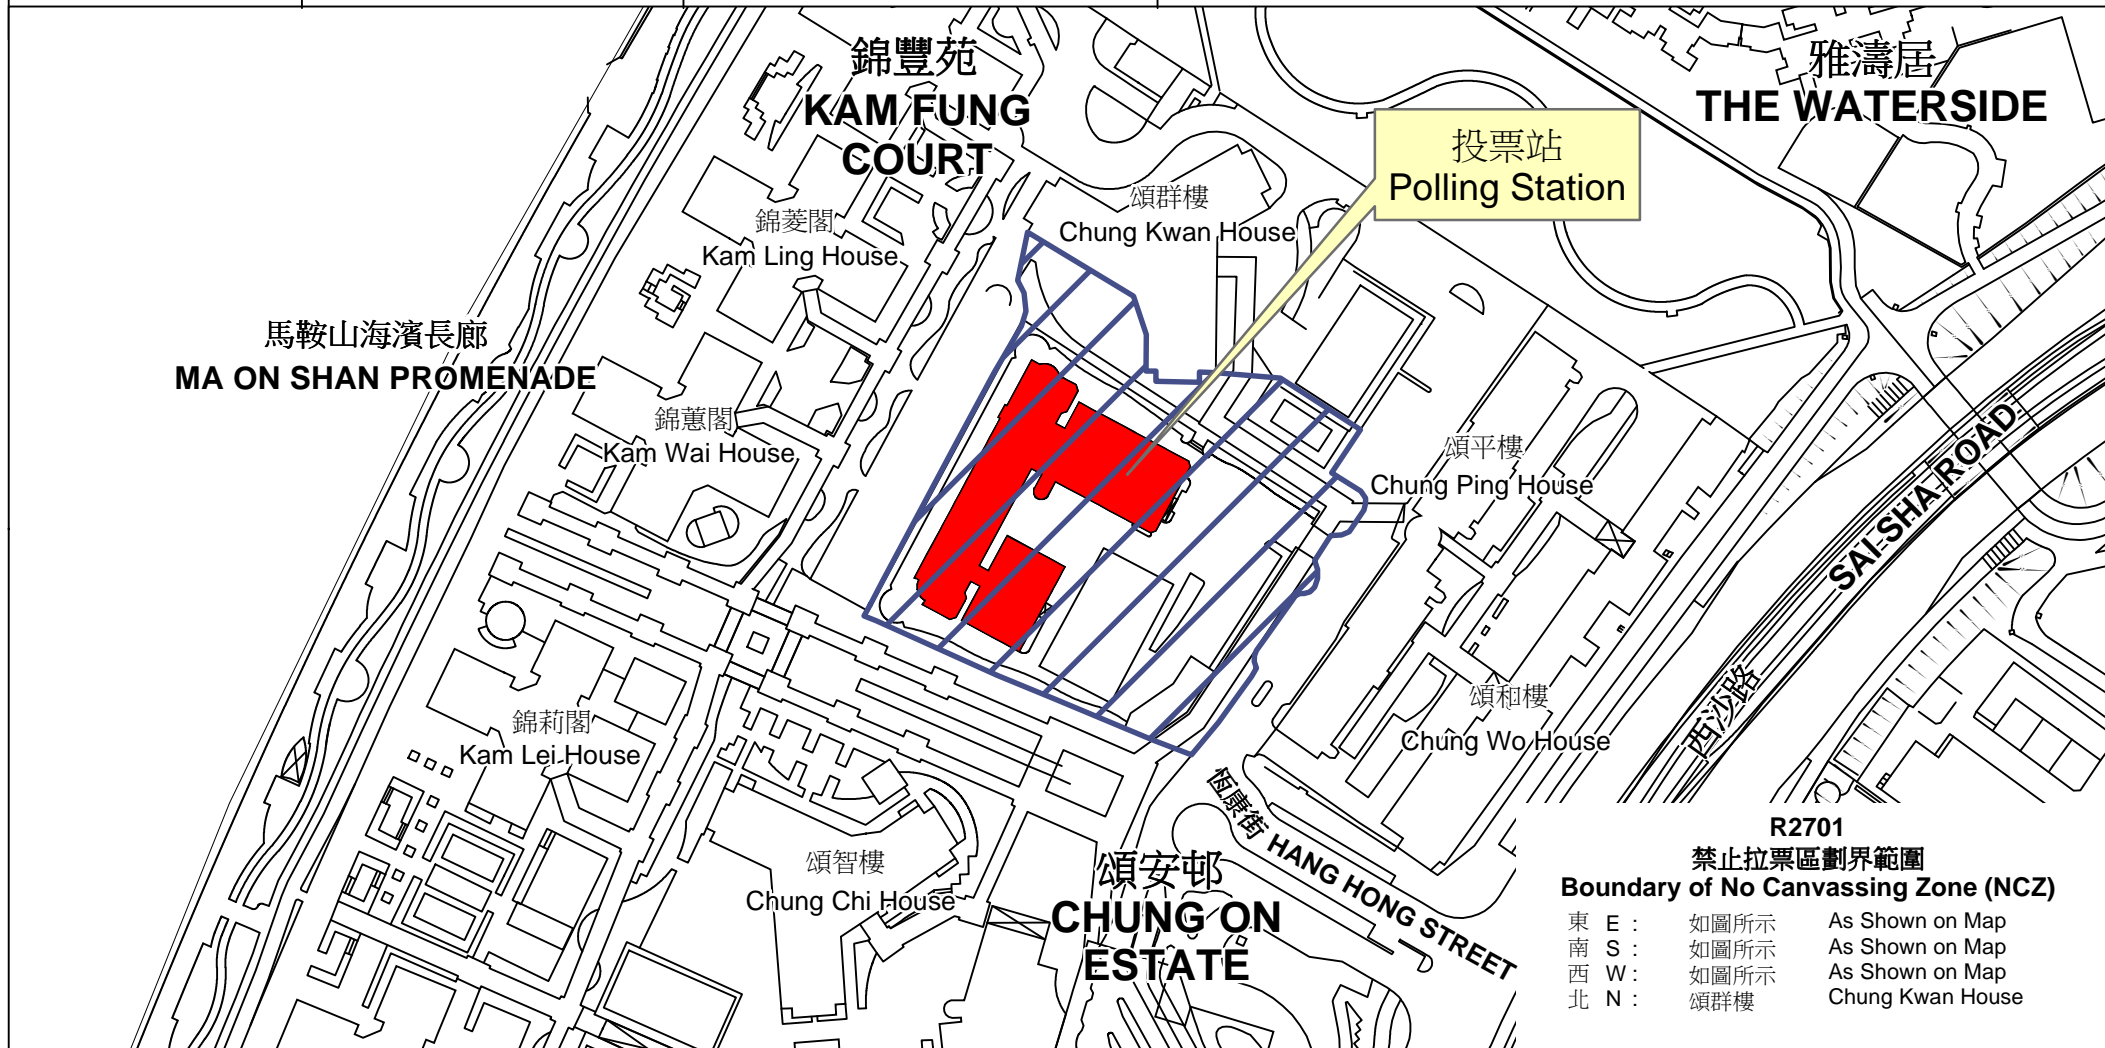 錦豐苑
KAM FUNG
COURT
雅濤居
THE WATERSIDE
投票站
Polling Station
頌群樓
Chung Kwan House
錦菱閣
Kam Ling House
馬鞍山海濱長廊
MA ON SHAN PROMENADE
錦蕙閣
Kam Wai House
頌平樓
Chung Ping House
SAI SHA ROAD
西沙路
錦莉閣
Kam Lei House
頌和樓
Chung Wo House
恆康街 HANG HONG STREET
頌智樓
Chung Chi House
頌安邨
CHUNG ON
ESTATE
R2701
禁止拉票區劃界範圍
Boundary of No Canvassing Zone (NCZ)
東 E : 如圖所示 As Shown on Map
南 S : 如圖所示 As Shown on Map
西 W : 如圖所示 As Shown on Map
北 N : 頌群樓 Chung Kwan House